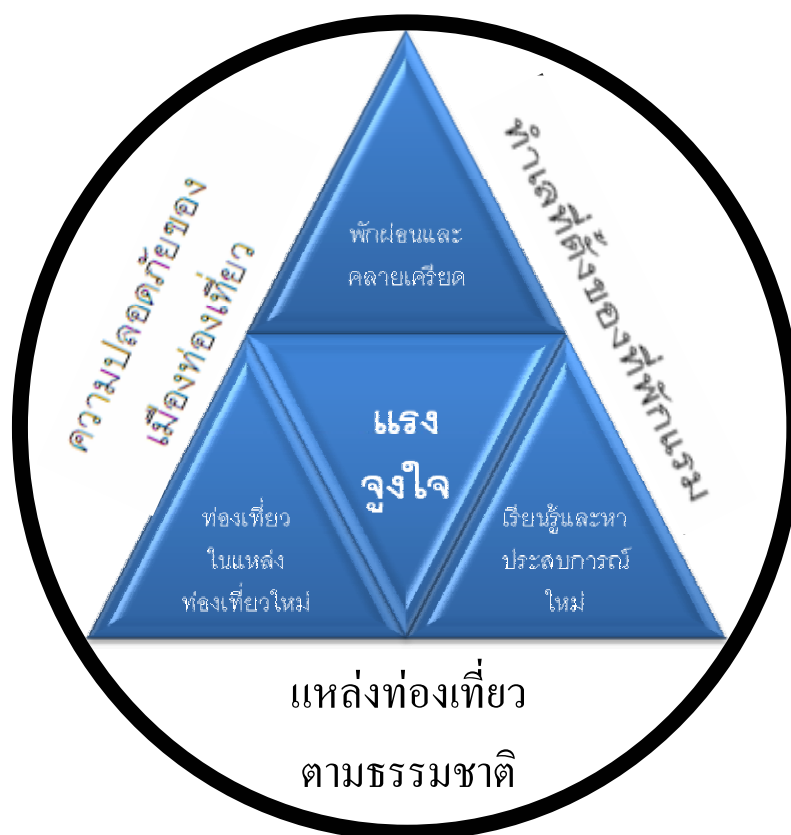 ความปลอดภัยของ
เมืองท่องเที่ยว
ทำเลที่ตั้งของที่พักแรม
พักผ่อนและ
คลายเครียด
แรง
จูงใจ
ท่องเที่ยว
ในแหล่ง
ท่องเที่ยวใหม่
เรียนรู้และหา
ประสบการณ์
ใหม่
แหล่งท่องเที่ยว
ตามธรรมชาติ